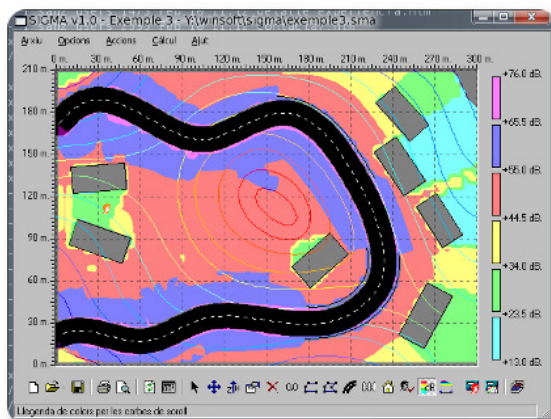 SIGMA v1.0 - Exemple 3 - Y:\winsoft\sigma\exemple3.sma
Arxiu Opcions Accions Càlcul Ajut
0 m. 30 m. 60 m. 90 m. 120 m. 150 m. 180 m. 210 m. 240 m. 270 m. 300 m.
210 m.
180 m.
150 m.
120 m.
90 m.
60 m.
30 m.
0 m.
+76.0 dB.
+65.5 dB.
+55.0 dB.
+44.5 dB.
+34.0 dB.
+23.5 dB.
+13.0 dB.
Llegenda de colors per les corbes de soroll